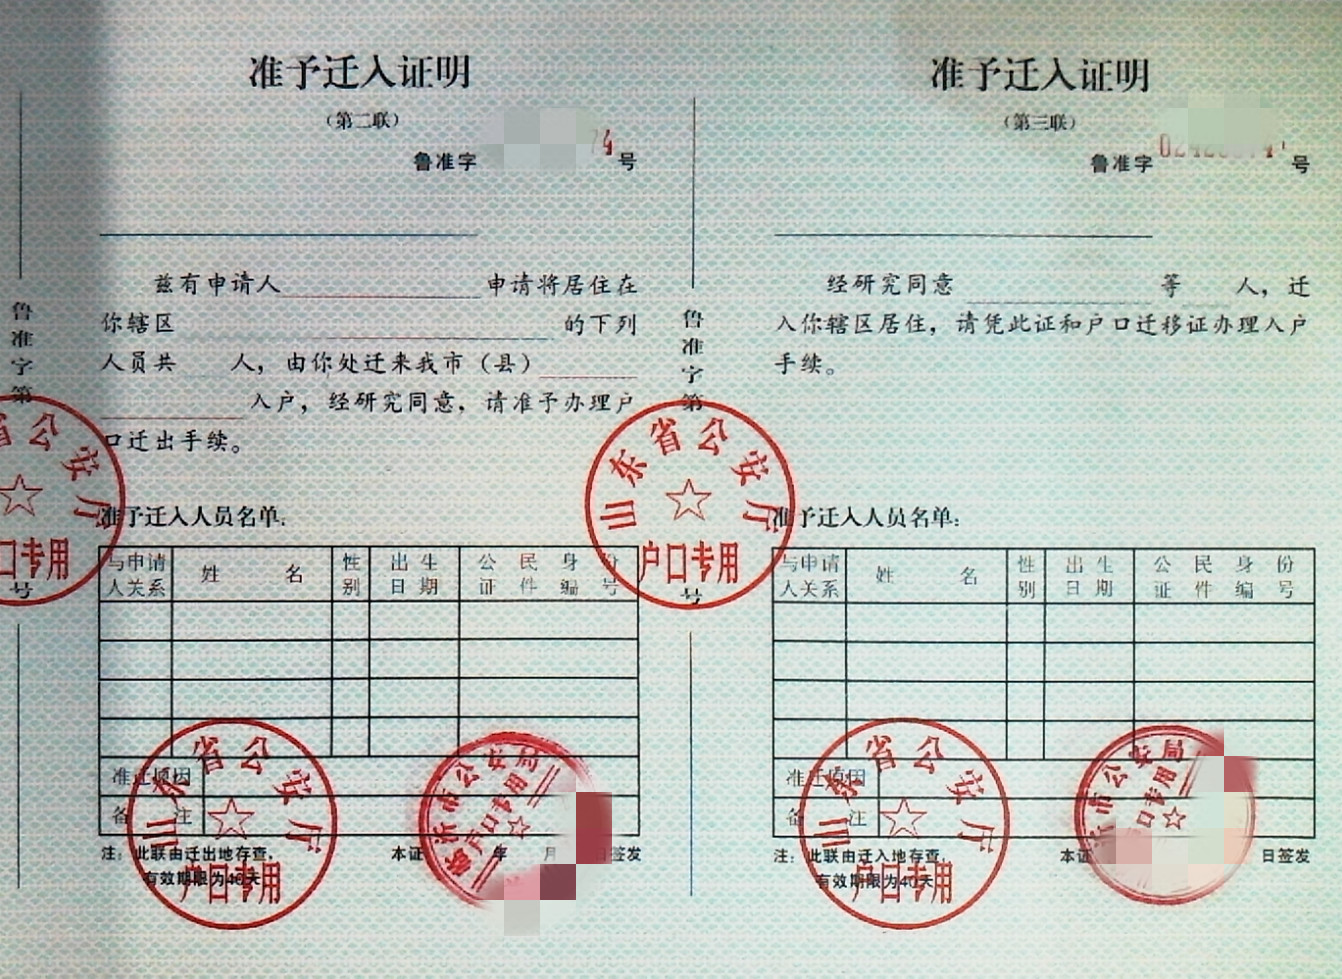 准予迁入证明
（第二联）
鲁准字 4 号
兹有申请人 申请将居住在
你辖区 的下列
人员共 人，由你处迁来我市（县）
入户，经研究同意，请准予办理户
口迁出手续。
准予迁入人员名单：
与申请人关系 姓名 性别 出生日期 公民身份证件编号
准迁原因
备注
注：此联由迁出地存查，
有效期限为40天
本证 年 月 日签发
鲁准字第
号
省公安厅
户口专用
山东省公安厅
户口专用
市公安局
户口专用
鲁准字第
号
山东省公安厅
户口专用
准予迁入证明
（第三联）
鲁准字 号
经研究同意 等 人，迁
入你辖区居住，请凭此证和户口迁移证办理入户
手续。
准予迁入人员名单：
与申请人关系 姓名 性别 出生日期 公民身份证件编号
准迁原因
备注
注：此联由迁入地存查，
有效期限为40天
本证 日签发
山东省公安厅
户口专用
市公安局
户口专用